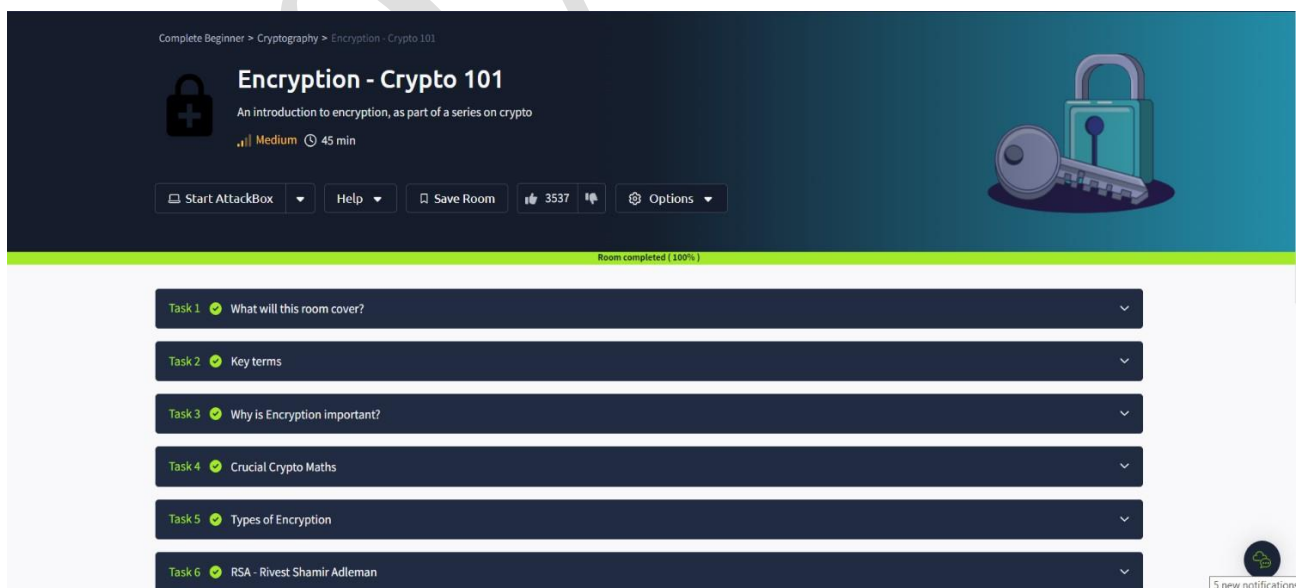 Complete Beginner > Cryptography > Encryption - Crypto 101
Encryption - Crypto 101
An introduction to encryption, as part of a series on crypto
Medium 45 min
Start AttackBox Help Save Room 3537 Options
Room completed ( 100% )
Task 1 What will this room cover?
Task 2 Key terms
Task 3 Why is Encryption important?
Task 4 Crucial Crypto Maths
Task 5 Types of Encryption
Task 6 RSA - Rivest Shamir Adleman
5 new notifications